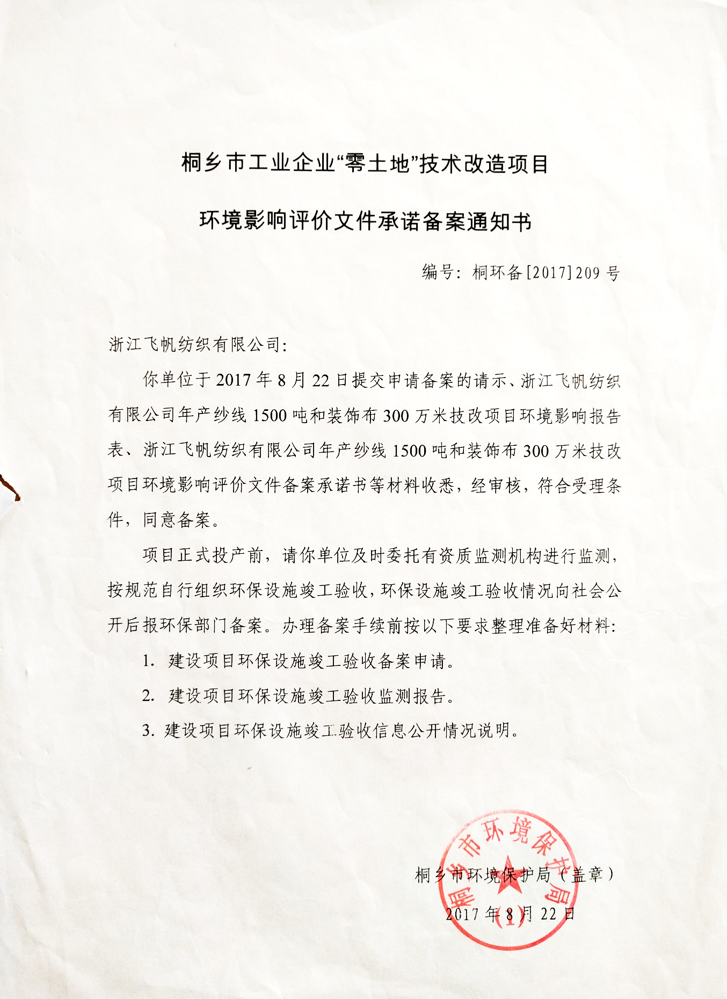 桐乡市工业企业“零土地”技术改造项目
环境影响评价文件承诺备案通知书
编号：桐环备[2017]209 号
浙江飞帆纺织有限公司：
你单位于 2017 年 8 月 22 日提交申请备案的请示、浙江飞帆纺织
有限公司年产纱线 1500 吨和装饰布 300 万米技改项目环境影响报告
表、浙江飞帆纺织有限公司年产纱线 1500 吨和装饰布 300 万米技改
项目环境影响评价文件备案承诺书等材料收悉，经审核，符合受理条
件，同意备案。
项目正式投产前，请你单位及时委托有资质监测机构进行监测，
按规范自行组织环保设施竣工验收，环保设施竣工验收情况向社会公
开后报环保部门备案。办理备案手续前按以下要求整理准备好材料：
1. 建设项目环保设施竣工验收备案申请。
2. 建设项目环保设施竣工验收监测报告。
3. 建设项目环保设施竣工验收信息公开情况说明。
桐乡市环境保护局（盖章）
2017 年 8 月 22 日
桐乡市环境保护局
(1)